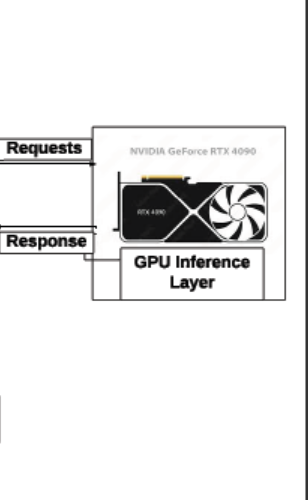 Requests
NVIDIA GeForce RTX 4090
RTX 4090
Response
GPU Inference
Layer